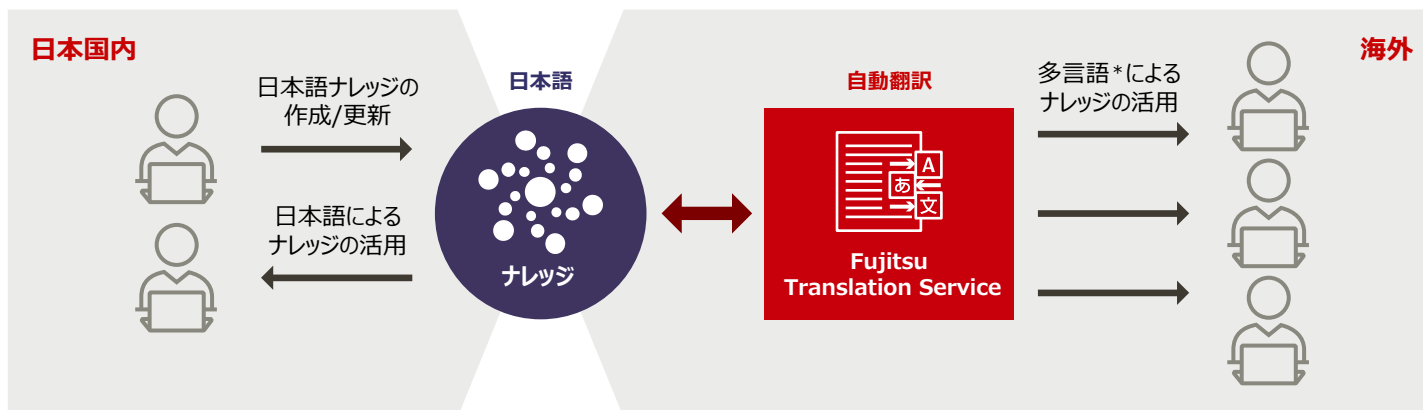 日本国内
日本語ナレッジの
作成/更新
日本語による
ナレッジの活用
日本語
ナレッジ
自動翻訳
A
あ
文
Fujitsu
Translation Service
多言語*による
ナレッジの活用
海外